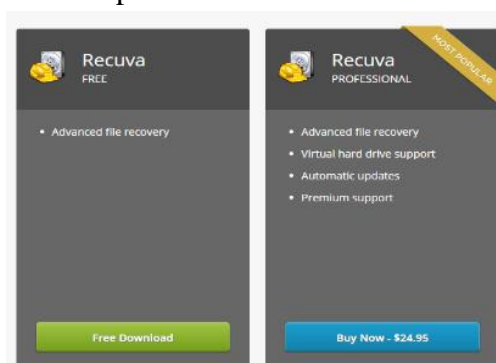 Recuva
FREE
• Advanced file recovery
Free Download
MOST POPULAR
Recuva
PROFESSIONAL
• Advanced file recovery
• Virtual hard drive support
• Automatic updates
• Premium support
Buy Now - $24.95